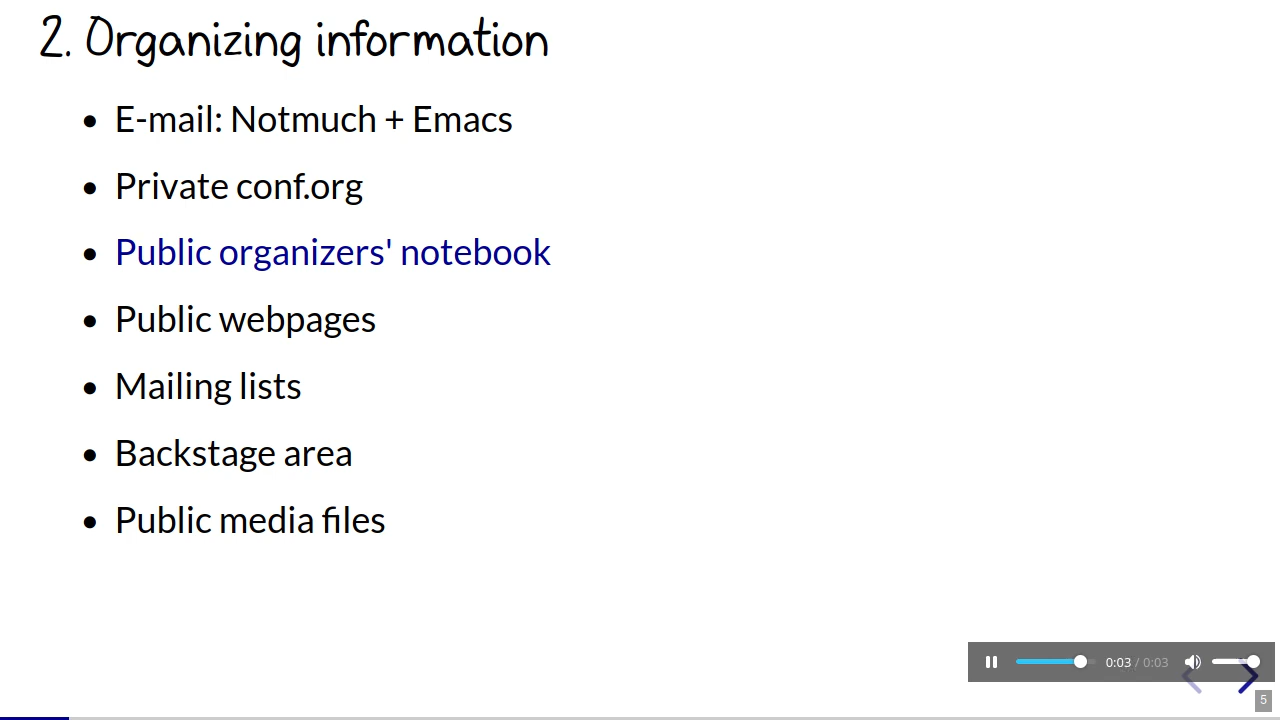 2. Organizing information
• E-mail: Notmuch + Emacs
• Private conf.org
• Public organizers' notebook
• Public webpages
• Mailing lists
• Backstage area
• Public media files
0:03 / 0:03
5